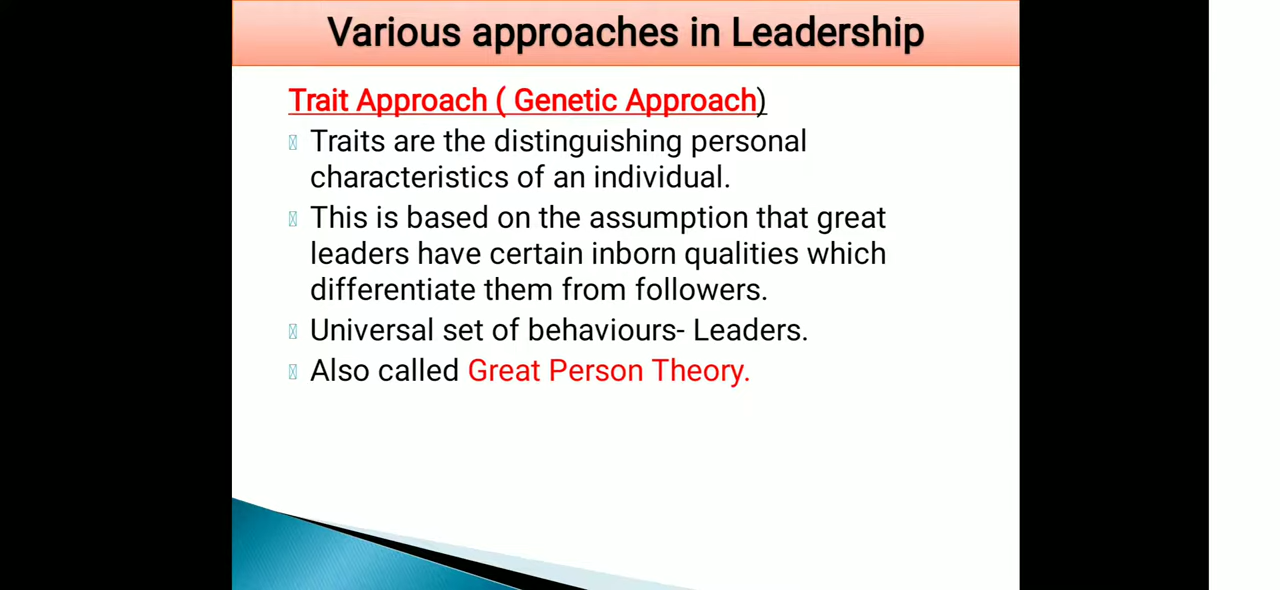 Various approaches in Leadership
Trait Approach ( Genetic Approach)
Traits are the distinguishing personal
characteristics of an individual.
This is based on the assumption that great
leaders have certain inborn qualities which
differentiate them from followers.
Universal set of behaviours- Leaders.
Also called Great Person Theory.